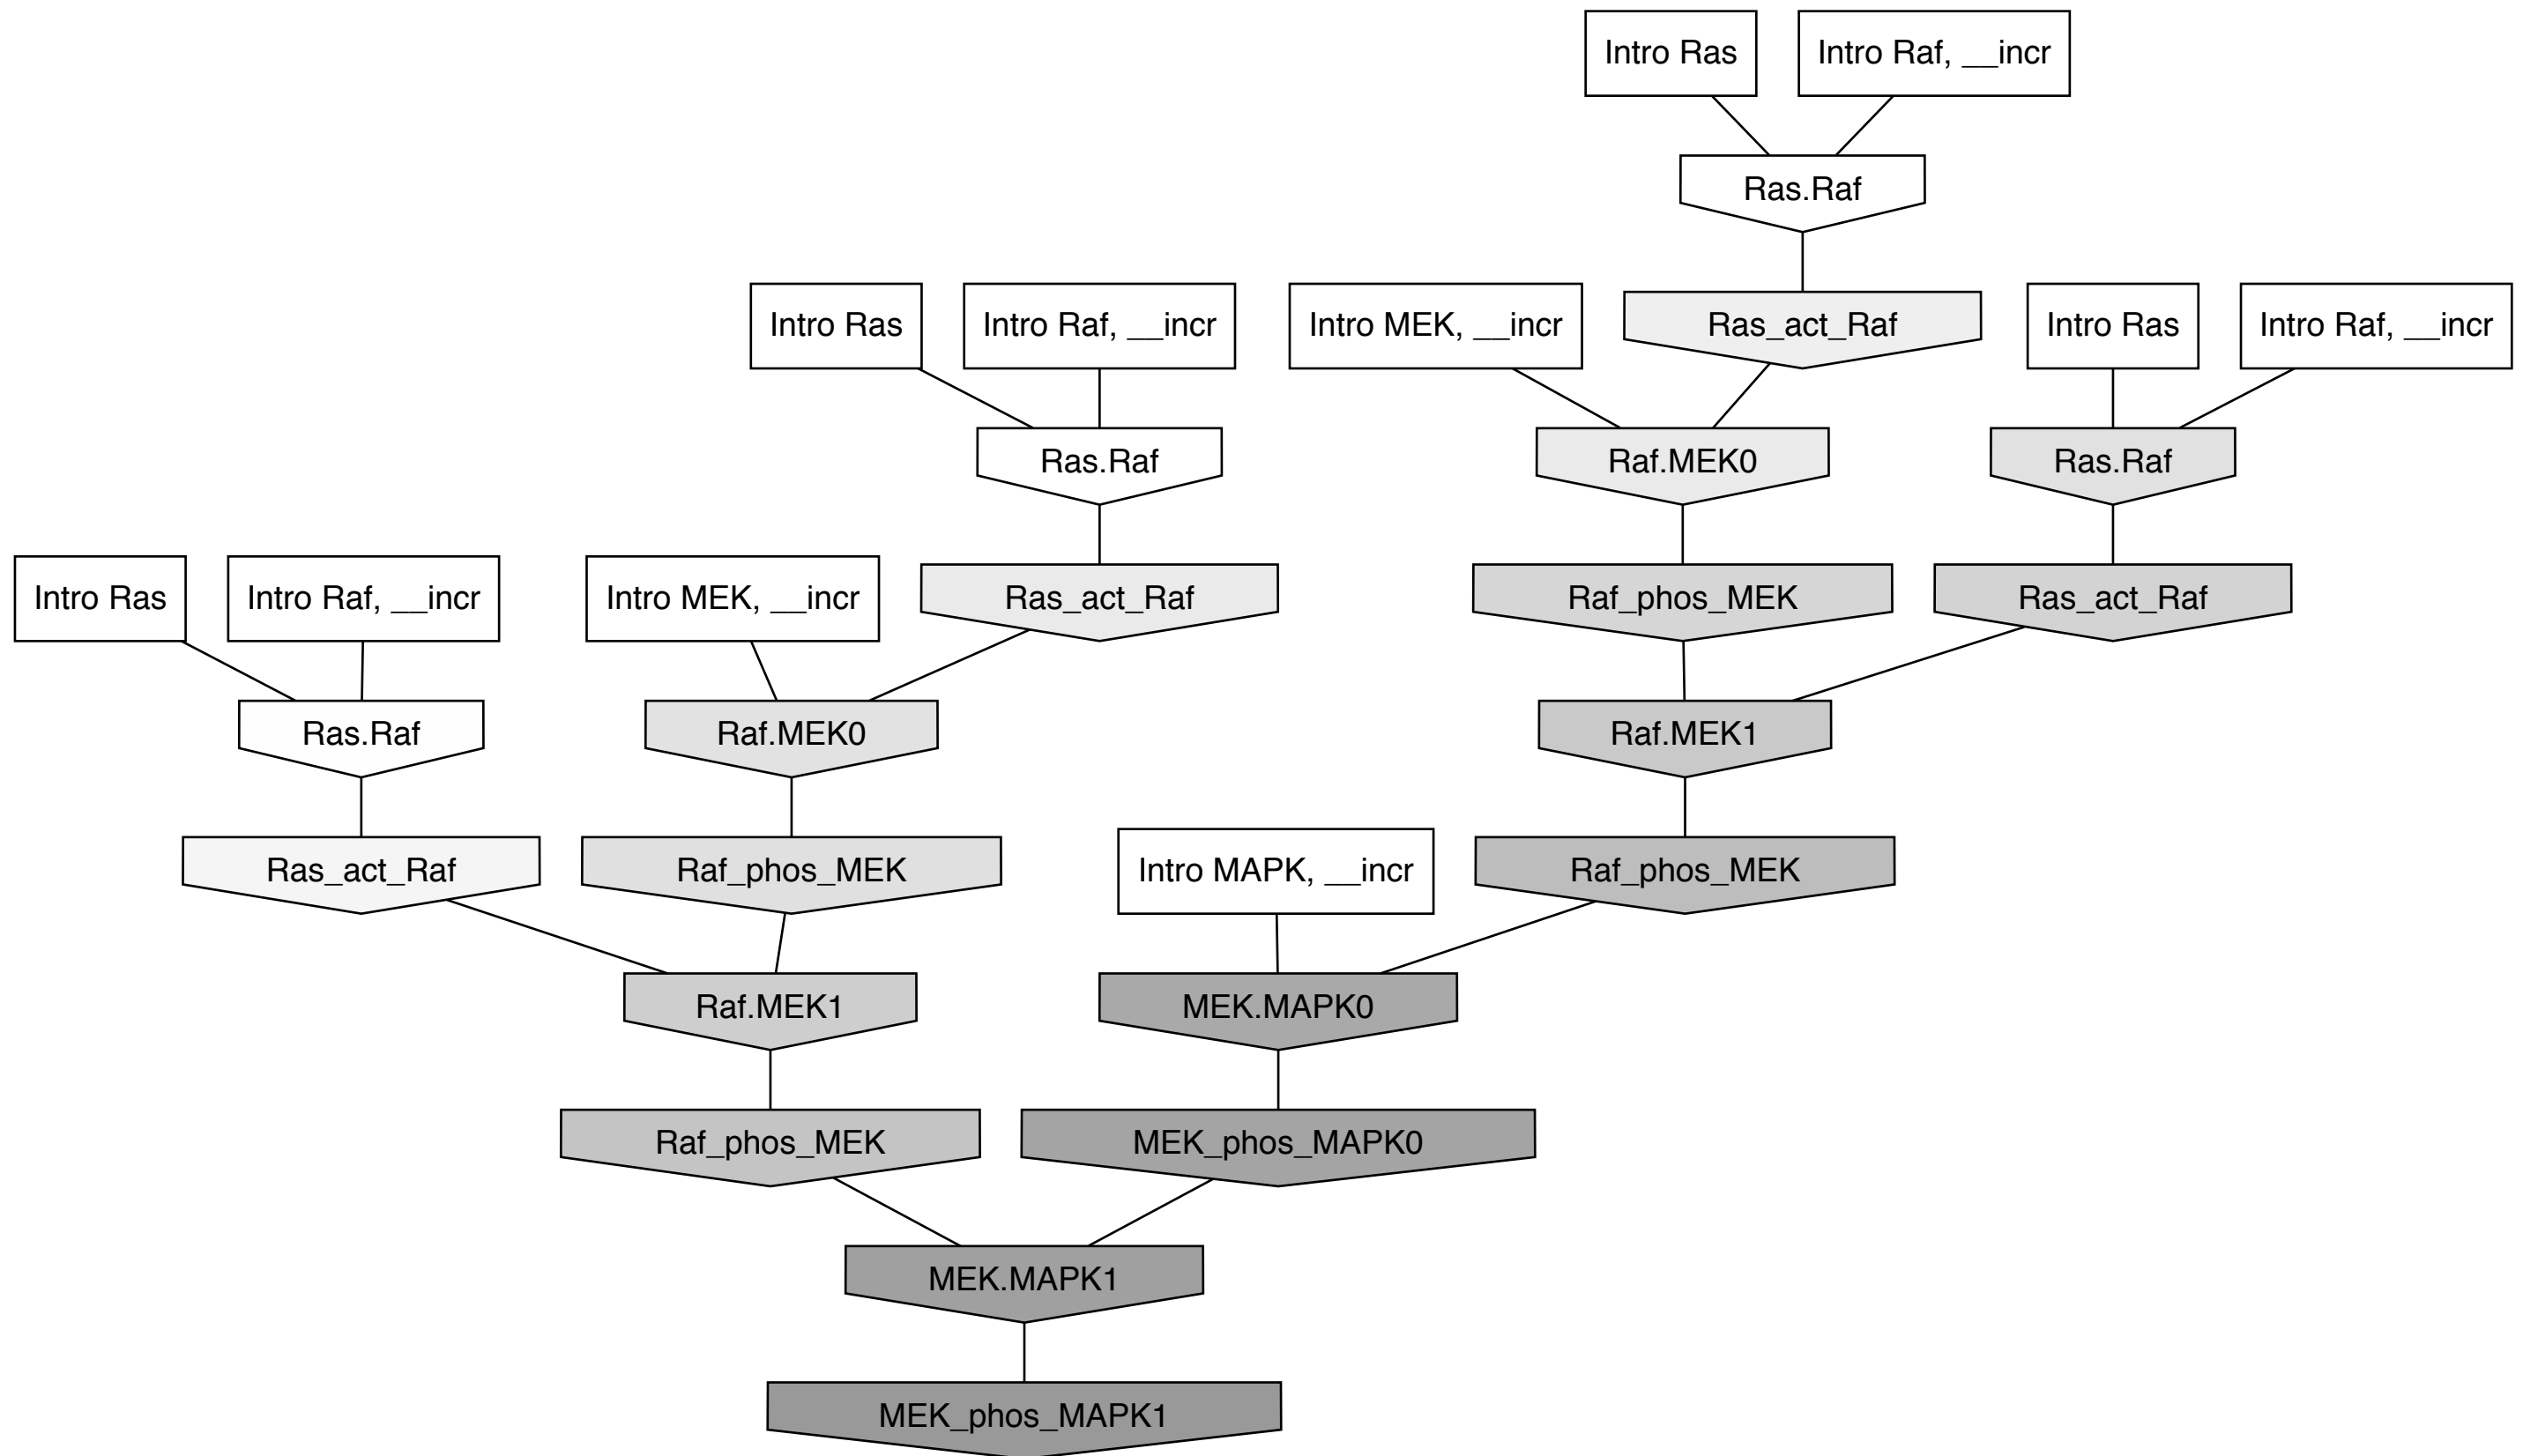 Intro Ras
Intro Raf, __incr
Ras.Raf
Intro Ras
Intro Raf, __incr
Intro MEK, __incr
Ras_act_Raf
Intro Ras
Intro Raf, __incr
Ras.Raf
Raf.MEK0
Ras.Raf
Intro Ras
Intro Raf, __incr
Intro MEK, __incr
Ras_act_Raf
Raf_phos_MEK
Ras_act_Raf
Ras.Raf
Raf.MEK0
Raf.MEK1
Ras_act_Raf
Raf_phos_MEK
Intro MAPK, __incr
Raf_phos_MEK
Raf.MEK1
MEK.MAPK0
Raf_phos_MEK
MEK_phos_MAPK0
MEK.MAPK1
MEK_phos_MAPK1